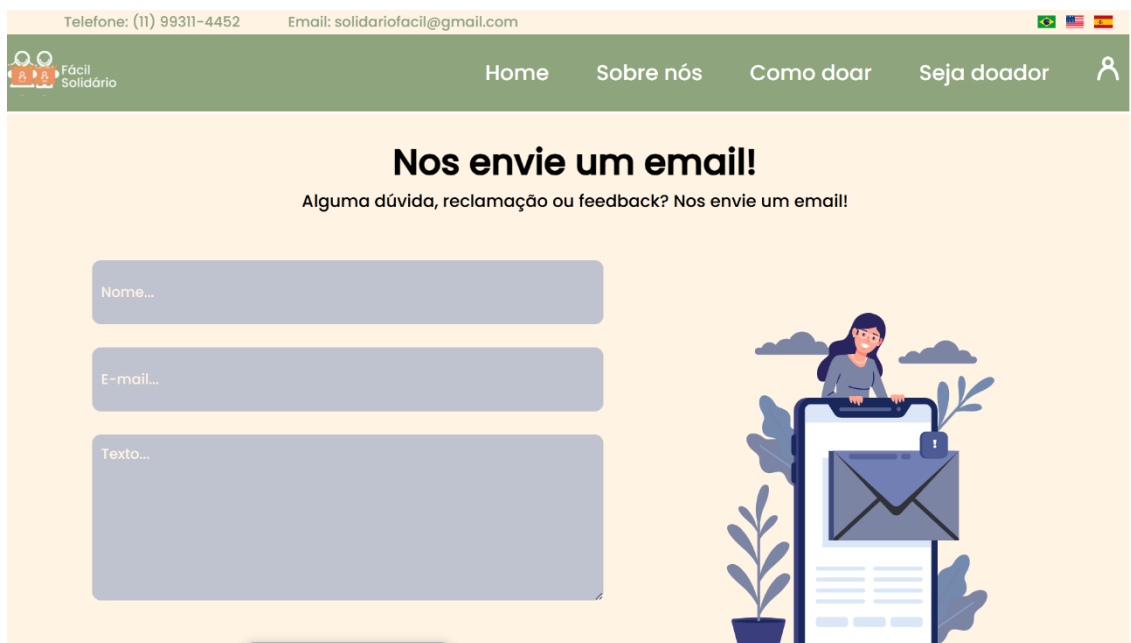 Telefone: (11) 99311-4452 Email: solidariofacil@gmail.com
Fácil
Solidário
Home Sobre nós Como doar Seja doador
Nos envie um email!
Alguma dúvida, reclamação ou feedback? Nos envie um email!
Nome...
E-mail...
Texto...
!